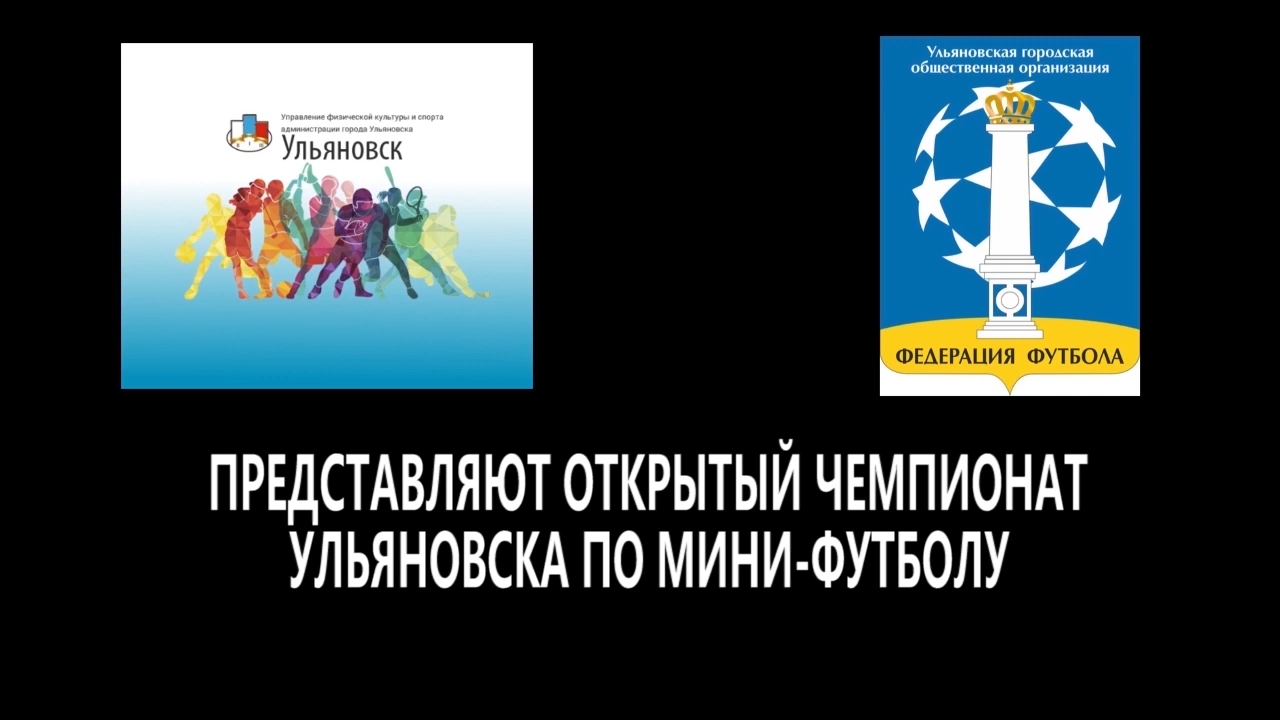 Управление физической культуры и спорта
администрации города Ульяновска
Ульяновск
Ульяновская городская
общественная организация
ФЕДЕРАЦИЯ ФУТБОЛА
ПРЕДСТАВЛЯЮТ ОТКРЫТЫЙ ЧЕМПИОНАТ
УЛЬЯНОВСКА ПО МИНИ-ФУТБОЛУ